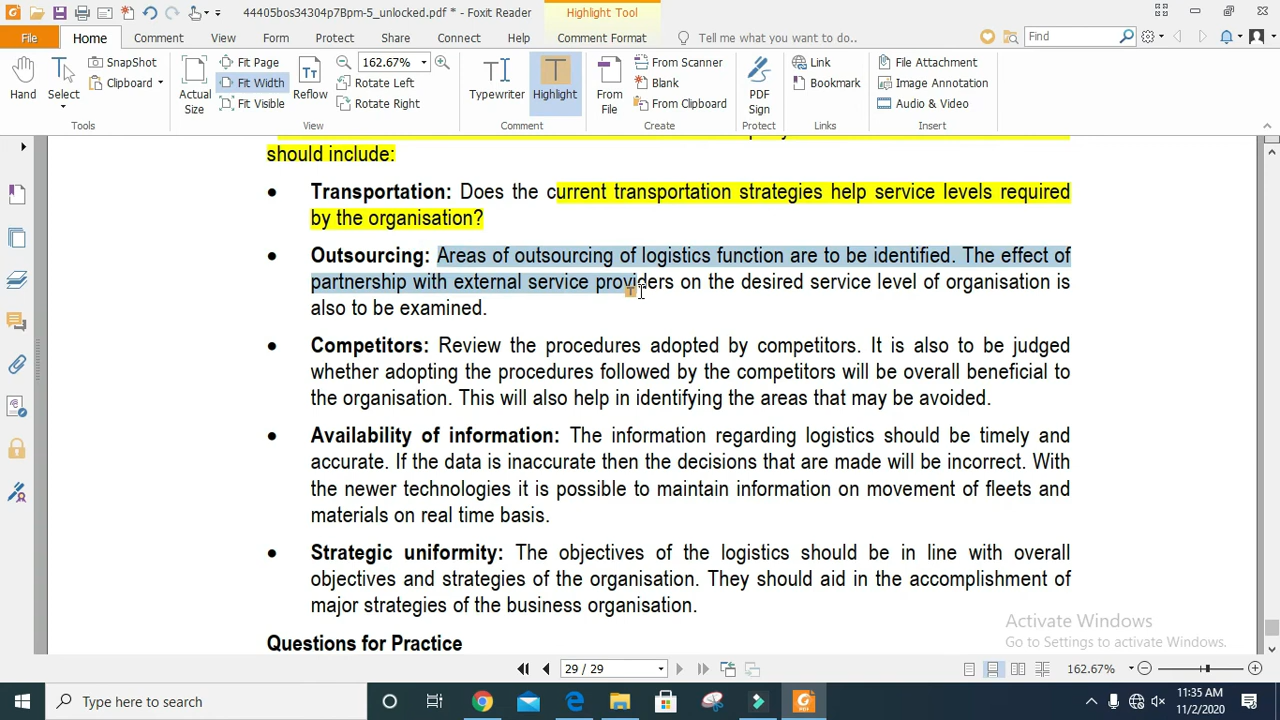 44405bos34304p7Bpm-5_unlocked.pdf * - Foxit Reader
Highlight Tool
File Home Comment View Form Protect Share Connect Help Comment Format Tell me what you want to do.. Find
Hand
Select
SnapShot
Clipboard
Tools
Actual
Size
Fit Page
Fit Width
Fit Visible
Reflow
162.67%
Rotate Left
Rotate Right
View
Typewriter
Highlight
Comment
From
File
From Scanner
Blank
From Clipboard
Create
PDF
Sign
Protect
Link
Bookmark
Links
File Attachment
Image Annotation
Audio & Video
Insert
should include:
• Transportation: Does the current transportation strategies help service levels required
by the organisation?
• Outsourcing: Areas of outsourcing of logistics function are to be identified. The effect of
partnership with external service providers on the desired service level of organisation is
also to be examined.
• Competitors: Review the procedures adopted by competitors. It is also to be judged
whether adopting the procedures followed by the competitors will be overall beneficial to
the organisation. This will also help in identifying the areas that may be avoided.
• Availability of information: The information regarding logistics should be timely and
accurate. If the data is inaccurate then the decisions that are made will be incorrect. With
the newer technologies it is possible to maintain information on movement of fleets and
materials on real time basis.
• Strategic uniformity: The objectives of the logistics should be in line with overall
objectives and strategies of the organisation. They should aid in the accomplishment of
major strategies of the business organisation.
Questions for Practice
Activate Windows
Go to Settings to activate Windows.
29 / 29
162.67%
Type here to search
11:35 AM
11/2/2020